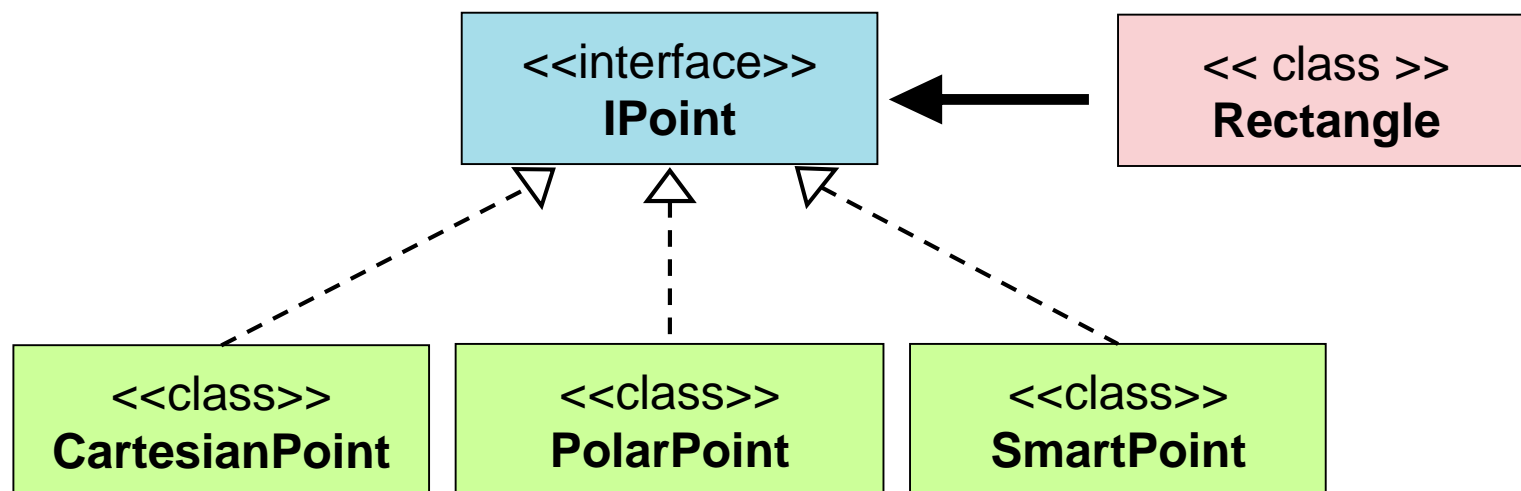 <<interface>>
IPoint
<< class >>
Rectangle
<<class>>
CartesianPoint
<<class>>
PolarPoint
<<class>>
SmartPoint